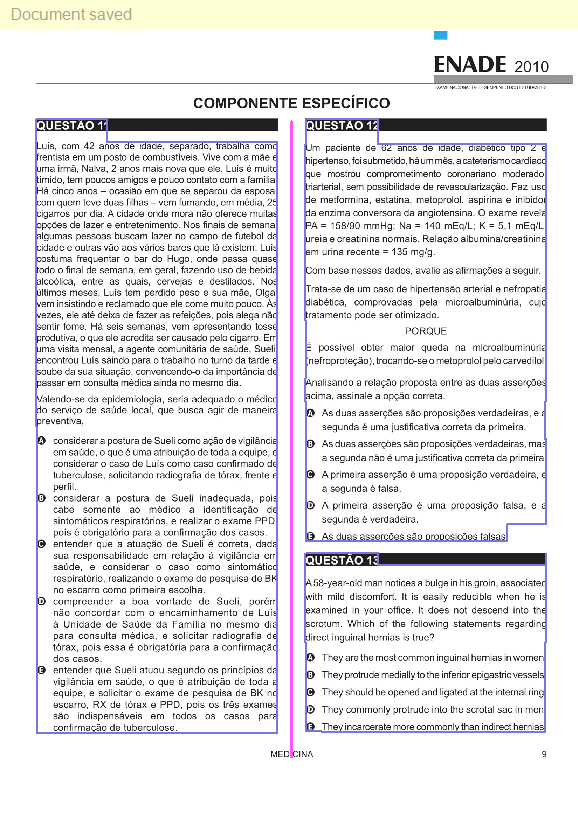 Document saved
ENADE 2010
EXAME NACIONAL DE DESEMPENHO DOS ESTUDANTES
COMPONENTE ESPECÍFICO
QUESTÃO 11
Luís, com 42 anos de idade, separado, trabalha como
frentista em um posto de combustíveis. Vive com a mãe e
uma irmã, Nalva, 2 anos mais nova que ele. Luís é muito
tímido, tem poucos amigos e pouco contato com a família.
Há cinco anos – ocasião em que se separou da esposa,
com quem teve duas filhas – vem fumando, em média, 25
cigarros por dia. A cidade onde mora não oferece muitas
opções de lazer e entretenimento. Nos finais de semana,
algumas pessoas buscam lazer no campo de futebol da
cidade e outras vão aos vários bares que lá existem. Luís
costuma frequentar o bar do Hugo, onde passa quase
todo o final de semana, em geral, fazendo uso de bebida
alcoólica, entre as quais, cervejas e destilados. Nos
últimos meses, Luís tem perdido peso e sua mãe, Olga,
vem insistindo e reclamado que ele come muito pouco. Às
vezes, ele até deixa de fazer as refeições, pois alega não
sentir fome. Há seis semanas, vem apresentando tosse
produtiva, o que ele acredita ser causado pelo cigarro. Em
uma visita mensal, a agente comunitária de saúde, Sueli,
encontrou Luís saindo para o trabalho no turno da tarde e
soube da sua situação, convencendo-o da importância de
passar em consulta médica ainda no mesmo dia.
Valendo-se da epidemiologia, seria adequado o médico
do serviço de saúde local, que busca agir de maneira
preventiva,
A considerar a postura de Sueli como ação de vigilância
em saúde, o que é uma atribuição de toda a equipe, e
considerar o caso de Luís como caso confirmado de
tuberculose, solicitando radiografia de tórax, frente e
perfil.
B considerar a postura de Sueli inadequada, pois
cabe somente ao médico a identificação de
sintomáticos respiratórios, e realizar o exame PPD,
pois é obrigatório para a confirmação dos casos.
C entender que a atuação de Sueli é correta, dada
sua responsabilidade em relação à vigilância em
saúde, e considerar o caso como sintomático
respiratório, realizando o exame de pesquisa de BK
no escarro como primeira escolha.
D compreender a boa vontade de Sueli, porém
não concordar com o encaminhamento de Luís
à Unidade de Saúde da Família no mesmo dia
para consulta médica, e solicitar radiografia de
tórax, pois essa é obrigatória para a confirmação
dos casos.
E entender que Sueli atuou segundo os princípios da
vigilância em saúde, o que é atribuição de toda a
equipe, e solicitar o exame de pesquisa de BK no
escarro, RX de tórax e PPD, pois os três exames
são indispensáveis em todos os casos para
confirmação de tuberculose.
QUESTÃO 12
Um paciente de 62 anos de idade, diabético tipo 2 e
hipertenso, foi submetido, há um mês, a cateterismo cardíaco
que mostrou comprometimento coronariano moderado,
triarterial, sem possibilidade de revascularização. Faz uso
de metformina, estatina, metoprolol, aspirina e inibidor
da enzima conversora da angiotensina. O exame revela
PA = 158/90 mmHg; Na = 140 mEq/L; K = 5,1 mEq/L,
ureia e creatinina normais. Relação albumina/creatinina
em urina recente = 135 mg/g.
Com base nesses dados, avalie as afirmações a seguir.
Trata-se de um caso de hipertensão arterial e nefropatia
diabética, comprovadas pela microalbuminúria, cujo
tratamento pode ser otimizado.
PORQUE
É possível obter maior queda na microalbuminúria
(nefroproteção), trocando-se o metoprolol pelo carvedilol.
Analisando a relação proposta entre as duas asserções
acima, assinale a opção correta.
A As duas asserções são proposições verdadeiras, e a
segunda é uma justificativa correta da primeira.
B As duas asserções são proposições verdadeiras, mas
a segunda não é uma justificativa correta da primeira.
C A primeira asserção é uma proposição verdadeira, e
a segunda é falsa.
D A primeira asserção é uma proposição falsa, e a
segunda é verdadeira.
E As duas asserções são proposições falsas.
QUESTÃO 13
A 58-year-old man notices a bulge in his groin, associated
with mild discomfort. It is easily reducible when he is
examined in your office. It does not descend into the
scrotum. Which of the following statements regarding
direct inguinal hernias is true?
A They are the most common inguinal hernias in women.
B They protrude medially to the inferior epigastric vessels.
C They should be opened and ligated at the internal ring.
D They commonly protrude into the scrotal sac in men.
E They incarcerate more commonly than indirect hernias.
MEDICINA
9